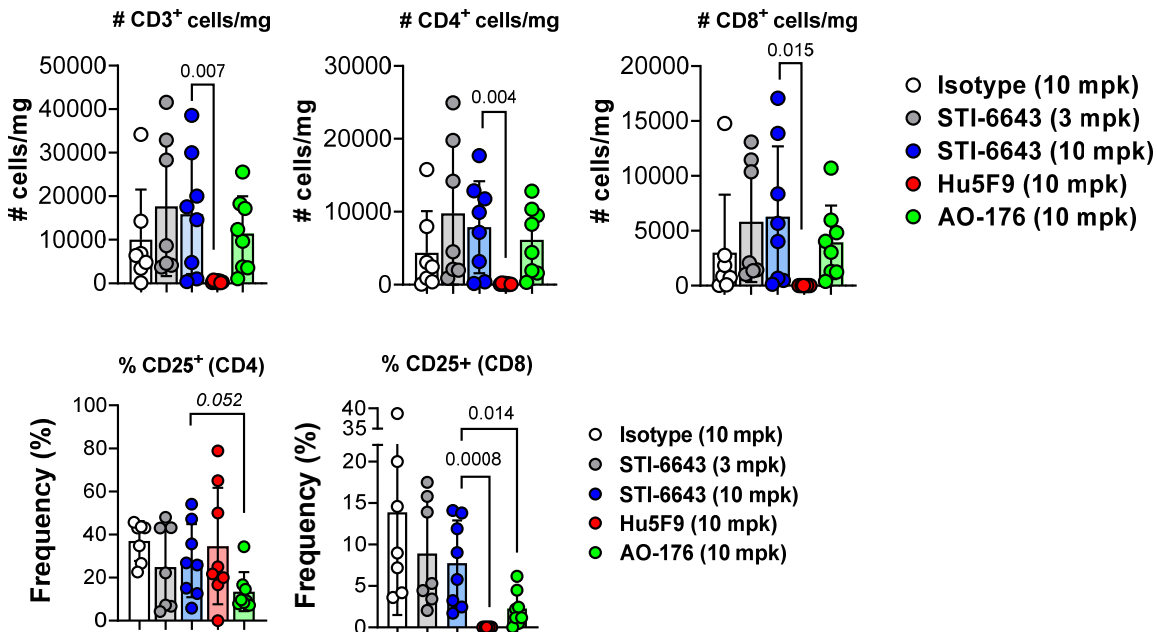 # CD3+ cells/mg
# cells/mg
50000
40000
30000
20000
10000
0
0.007
# CD4+ cells/mg
# cells/mg
30000
20000
10000
0
0.004
# CD8+ cells/mg
# cells/mg
20000
15000
10000
5000
0
0.015
Isotype (10 mpk)
STI-6643 (3 mpk)
STI-6643 (10 mpk)
Hu5F9 (10 mpk)
AO-176 (10 mpk)
% CD25+ (CD4)
Frequency (%)
100
80
60
40
20
0
0.052
% CD25+ (CD8)
Frequency (%)
40
35
20
15
10
5
0
0.014
0.0008
Isotype (10 mpk)
STI-6643 (3 mpk)
STI-6643 (10 mpk)
Hu5F9 (10 mpk)
AO-176 (10 mpk)